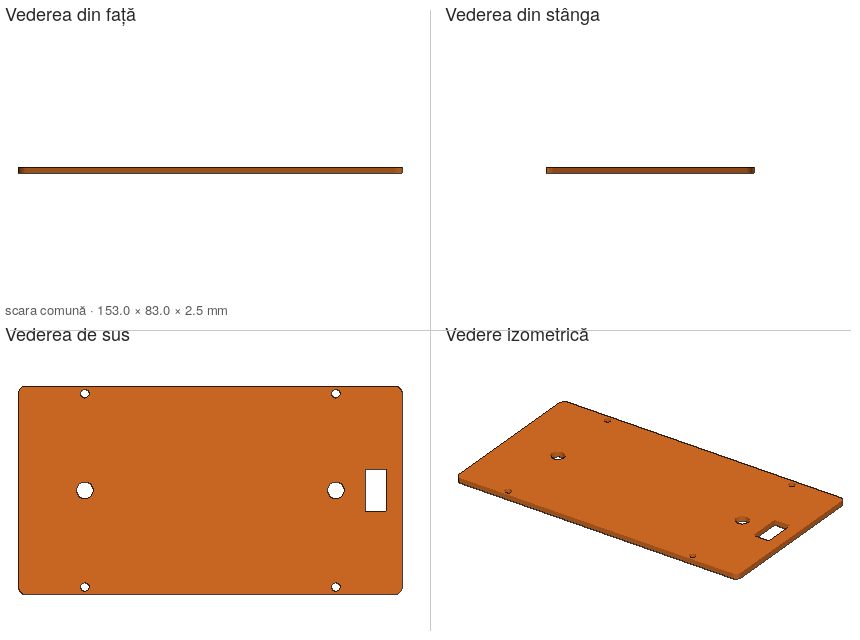 Vederea din față
Vederea din stânga
scara comună · 153.0 × 83.0 × 2.5 mm
Vederea de sus
Vedere izometrică